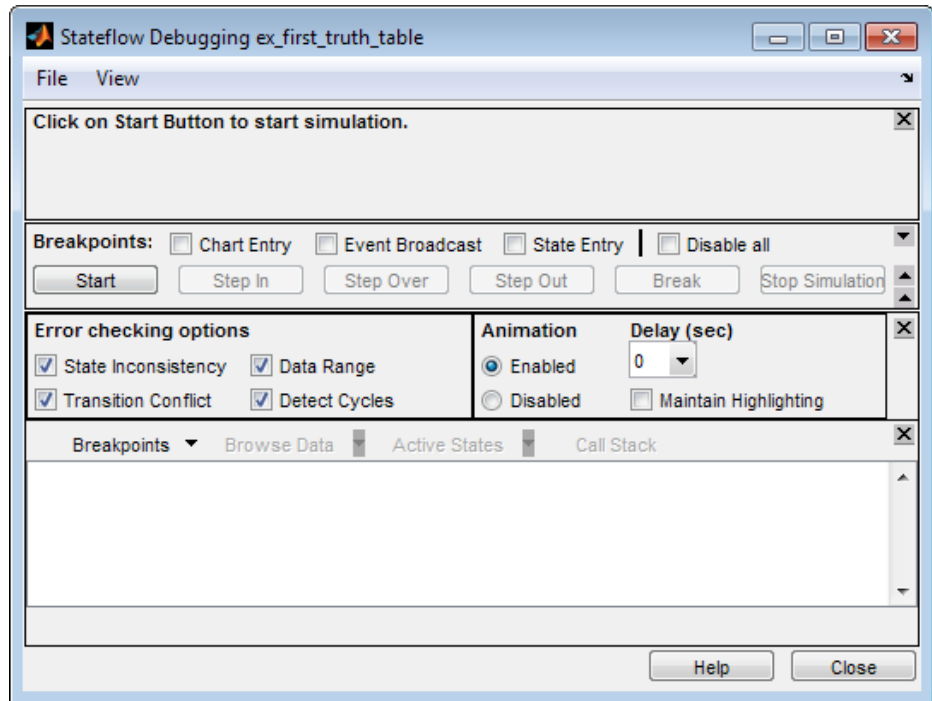 Stateflow Debugging ex_first_truth_table
File View
Click on Start Button to start simulation.
Breakpoints: Chart Entry Event Broadcast State Entry Disable all
Start Step In Step Over Step Out Break Stop Simulation
Error checking options Animation Delay (sec)
State Inconsistency Data Range Enabled 0
Transition Conflict Detect Cycles Disabled Maintain Highlighting
Breakpoints Browse Data Active States Call Stack
Help Close